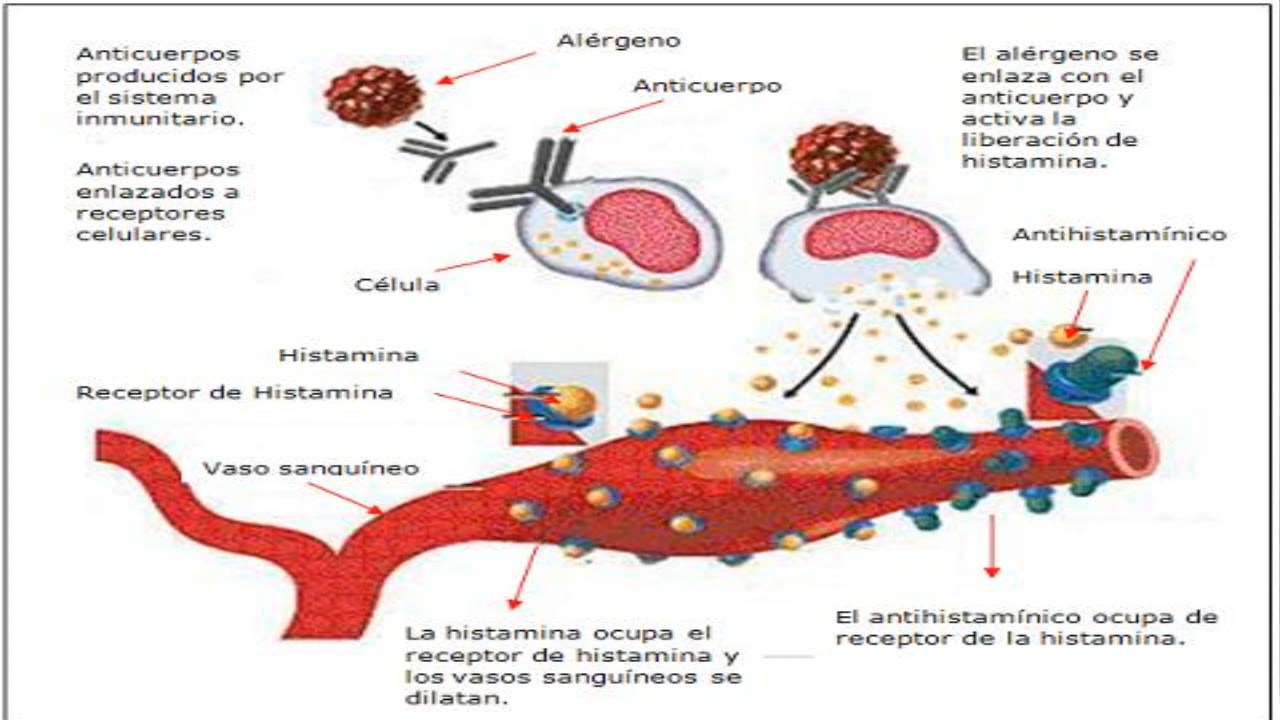 Anticuerpos
producidos por
el sistema
inmunitario.
Anticuerpos
enlazados a
receptores
celulares.
Alérgeno
Anticuerpo
Célula
El alérgeno se
enlaza con el
anticuerpo y
activa la
liberación de
histamina.
Antihistamínico
Histamina
Histamina
Receptor de Histamina
Vaso sanguíneo
La histamina ocupa el
receptor de histamina y
los vasos sanguíneos se
dilatan.
El antihistamínico ocupa de
receptor de la histamina.